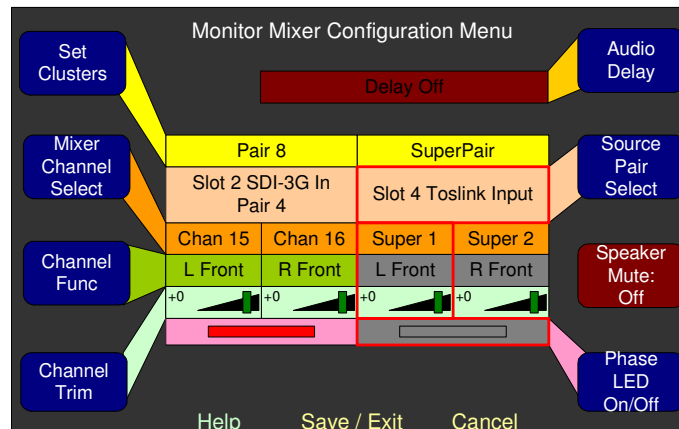 Monitor Mixer Configuration Menu
Set
Clusters
Audio
Delay
Delay Off
Mixer
Channel
Select
Pair 8
SuperPair
Source
Pair
Select
Slot 2 SDI-3G In
Pair 4
Slot 4 Toslink Input
Chan 15
Chan 16
Super 1
Super 2
Channel
Func
L Front
R Front
L Front
R Front
Speaker
Mute:
Off
+0
+0
+0
+0
Channel
Trim
Phase
LED
On/Off
Help
Save / Exit
Cancel